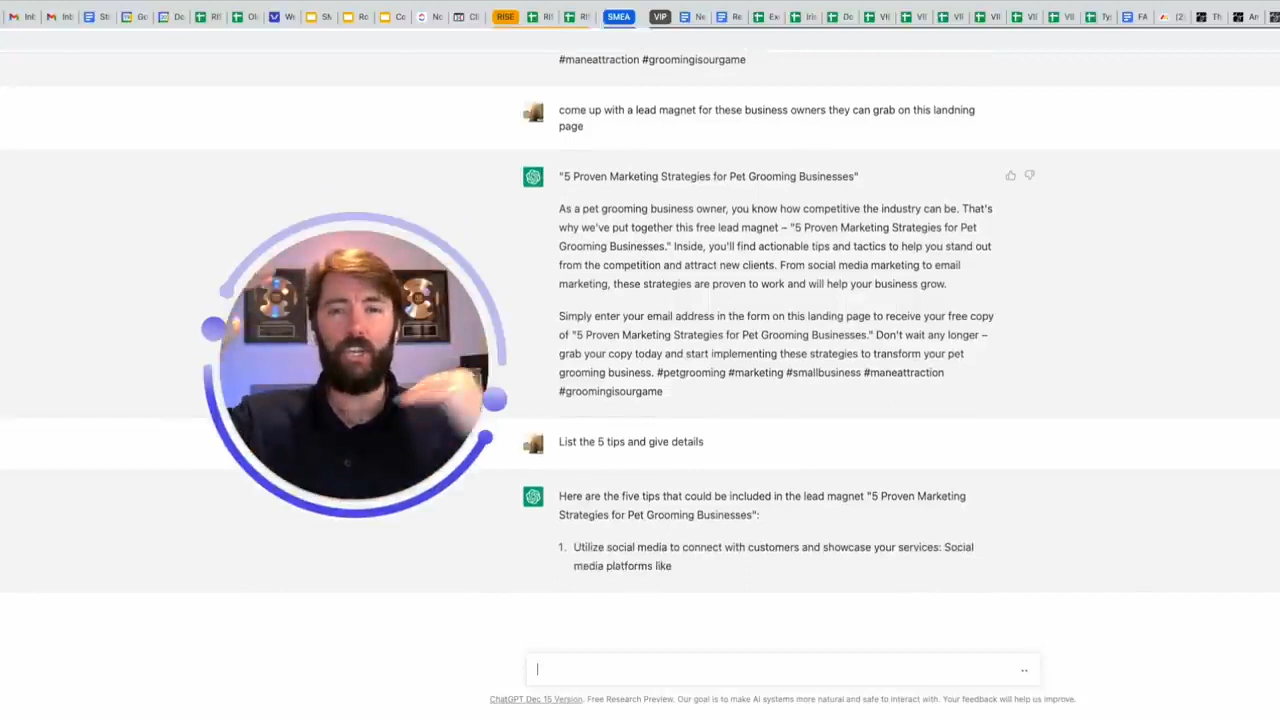 RISE
SMEA
VIP
#maneattraction #groomingisourgame
come up with a lead magnet for these business owners they can grab on this landning
page
"5 Proven Marketing Strategies for Pet Grooming Businesses"
As a pet grooming business owner, you know how competitive the industry can be. That's
why we've put together this free lead magnet – "5 Proven Marketing Strategies for Pet
Grooming Businesses." Inside, you'll find actionable tips and tactics to help you stand out
from the competition and attract new clients. From social media marketing to email
marketing, these strategies are proven to work and will help your business grow.
Simply enter your email address in the form on this landing page to receive your free copy
of "5 Proven Marketing Strategies for Pet Grooming Businesses." Don't wait any longer –
grab your copy today and start implementing these strategies to transform your pet
grooming business. #petgrooming #marketing #smallbusiness #maneattraction
#groomingisourgame
List the 5 tips and give details
Here are the five tips that could be included in the lead magnet "5 Proven Marketing
Strategies for Pet Grooming Businesses":
1. Utilize social media to connect with customers and showcase your services: Social
media platforms like
ChatGPT Dec 15 Version. Free Research Preview. Our goal is to make AI systems more natural and safe to interact with. Your feedback will help us improve.